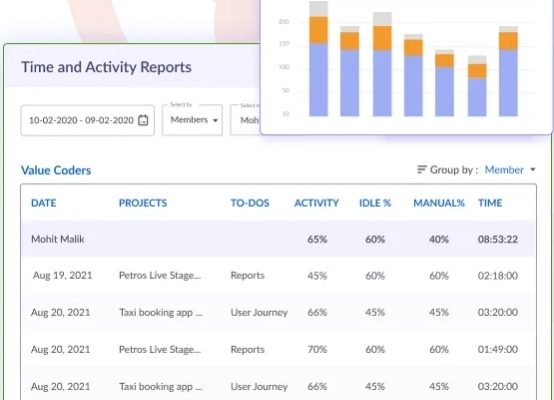 200
150
100
50
Time and Activity Reports
Select by
10-02-2020 - 09-02-2020
Members
Moh
Value Coders
Group by :
Member
DATE PROJECTS TO-DOS ACTIVITY IDLE % MANUAL% TIME
Mohit Malik 65% 60% 40% 08:53:22
Aug 19, 2021 Petros Live Stage... Reports 45% 60% 60% 02:18:00
Aug 20, 2021 Taxi booking app ... User Journey 66% 45% 45% 03:20:00
Aug 20, 2021 Petros Live Stage... Reports 70% 60% 60% 01:49:00
Aug 20, 2021 Taxi booking app ... User Journey 66% 45% 45% 03:20:00